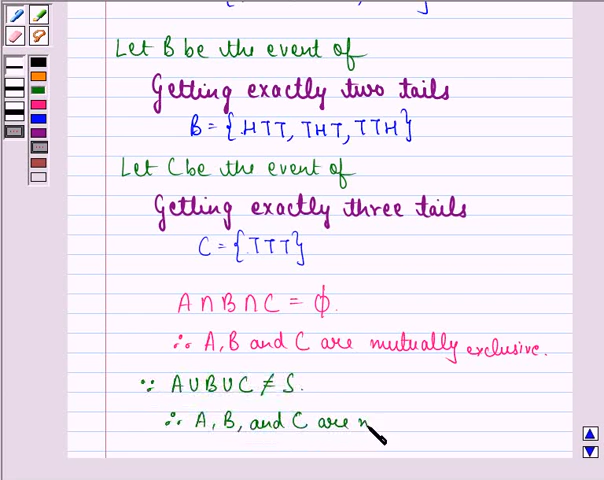 Let B be the event of
Getting exactly two tails
B = {HTT, THT, TTH}
Let C be the event of
Getting exactly three tails
C = {TTT}
A ∩ B ∩ C = ϕ.
∴ A, B and C are mutually exclusive.
∵ A ∪ B ∪ C ≠ S.
∴ A, B, and C are